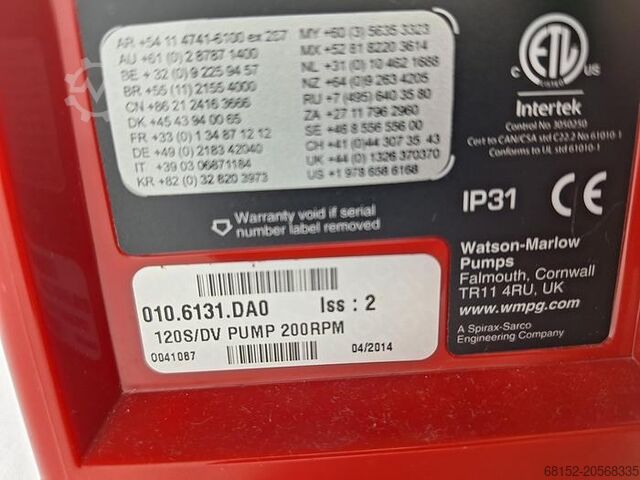 AR +54 11 4741-6100 ex 267
AU +61 (0) 2 8787 1400
BE + 32 (0) 9 225 94 57
BR +55 (11) 2155 4000
CN +86 21 2416 3666
DK +45 43 94 00 65
FR +33 (0) 1 34 87 12 12
DE +49 (0) 2183 42040
IT +39 03 06871184
KR +82 (0) 32 820 3973
MY +60 (3) 5635 3323
MX +52 81 8220 3614
NL +31 (0) 10 462 1688
NZ +64 (0)9 263 4205
RU +7 (495) 640 35 80
ZA +27 11 796 2960
SE +46 8 556 556 00
CH +41 (0)44 307 35 43
UK +44 (0) 1326 370370
US +1 978 658 6168
C ETL US
LISTED
Intertek
Control No. 3050250
Cert to CAN/CSA std C22.2 No 61010-1
Conforms to UL std 61010-1
Warranty void if serial
number label removed
IP31 CE
Watson-Marlow
Pumps
Falmouth, Cornwall
TR11 4RU, UK
www.wmpg.com
A Spirax-Sarco
Engineering Company
010.6131.DA0 Iss : 2
120S/DV PUMP 200RPM
0041087 04/2014
68152-20568335